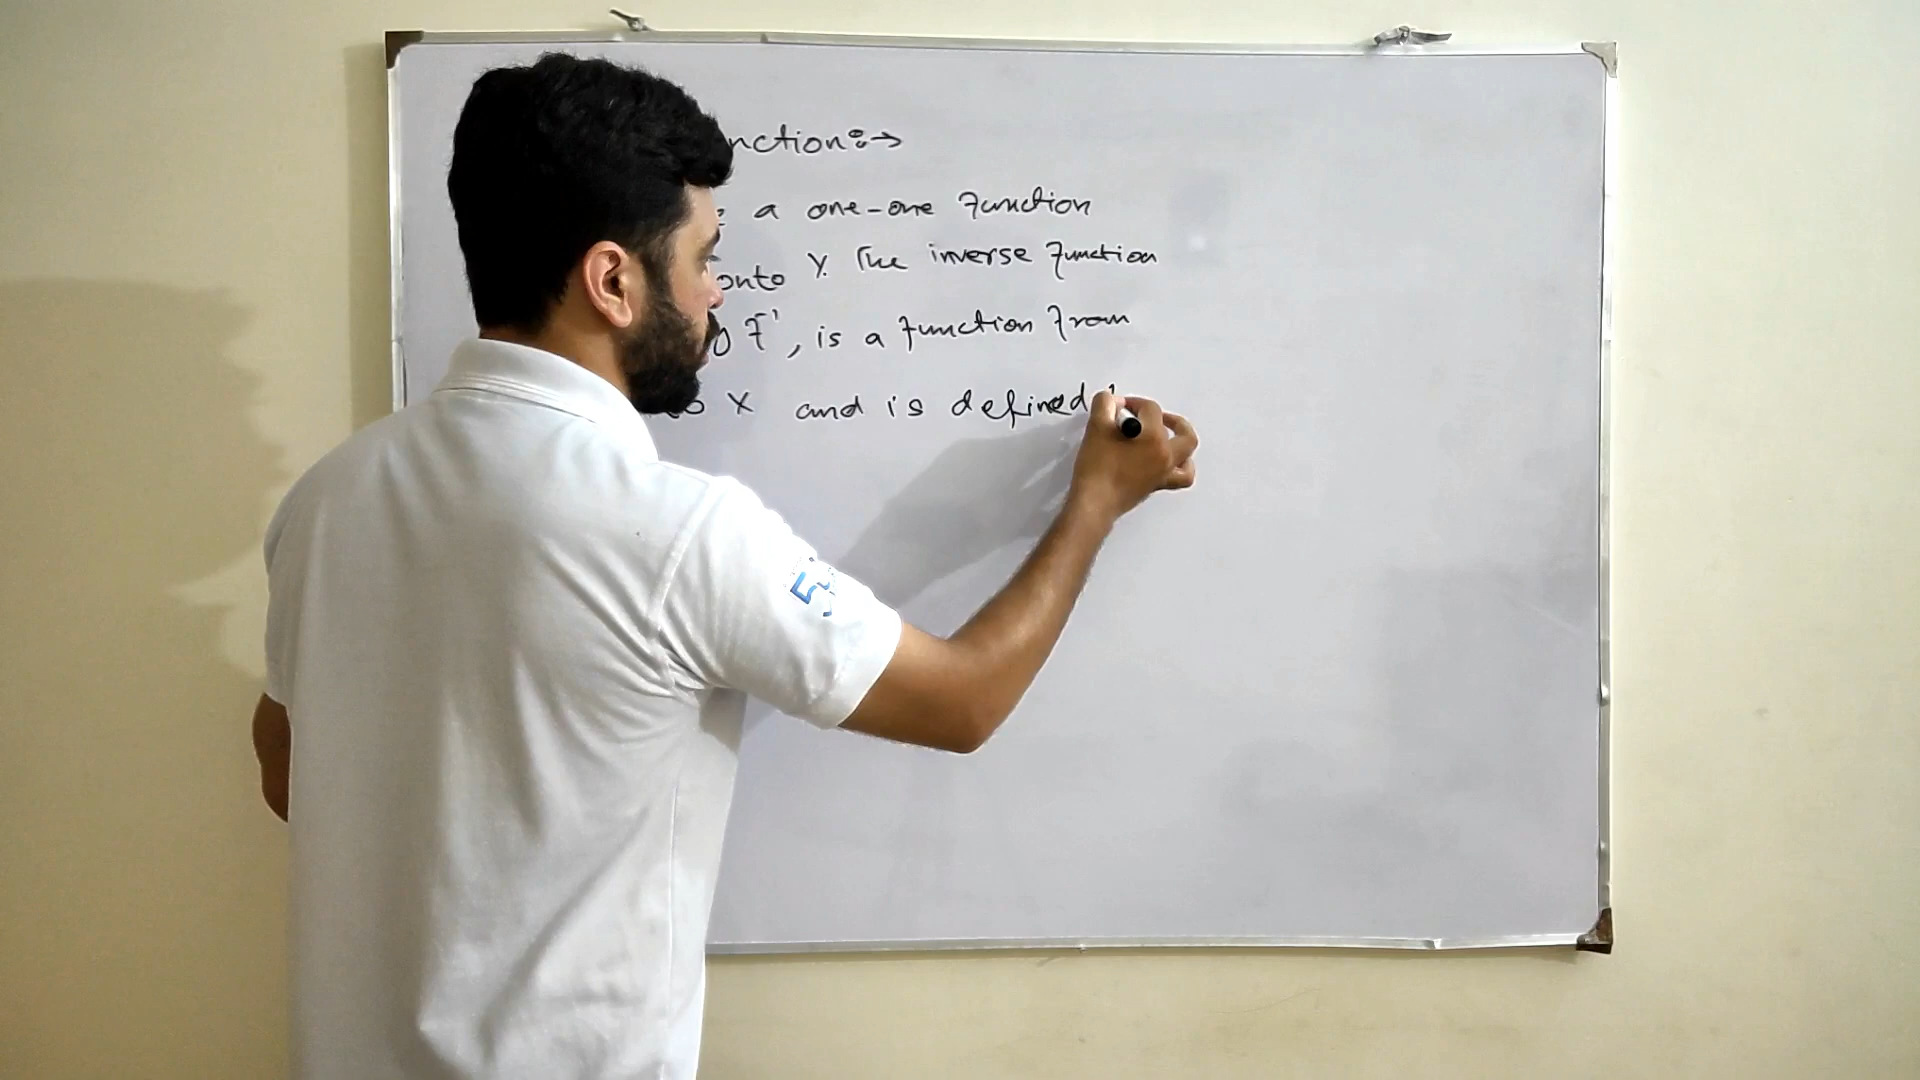 nction:→
a one-one function
onto Y. The inverse function
f', is a function from
X and is defined